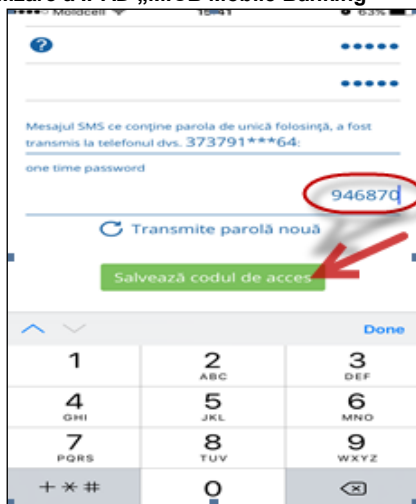 Moldcell 15:41 63%
?
•••••
•••••
Mesajul SMS ce conține parola de unică folosință, a fost
transmis la telefonul dvs. 373791***64:
one time password
946870
Transmite parolă nouă
Salvează codul de acces
Done
1 2 3
ABC DEF
4 5 6
GHI JKL MNO
7 8 9
PQRS TUV WXYZ
+*# 0